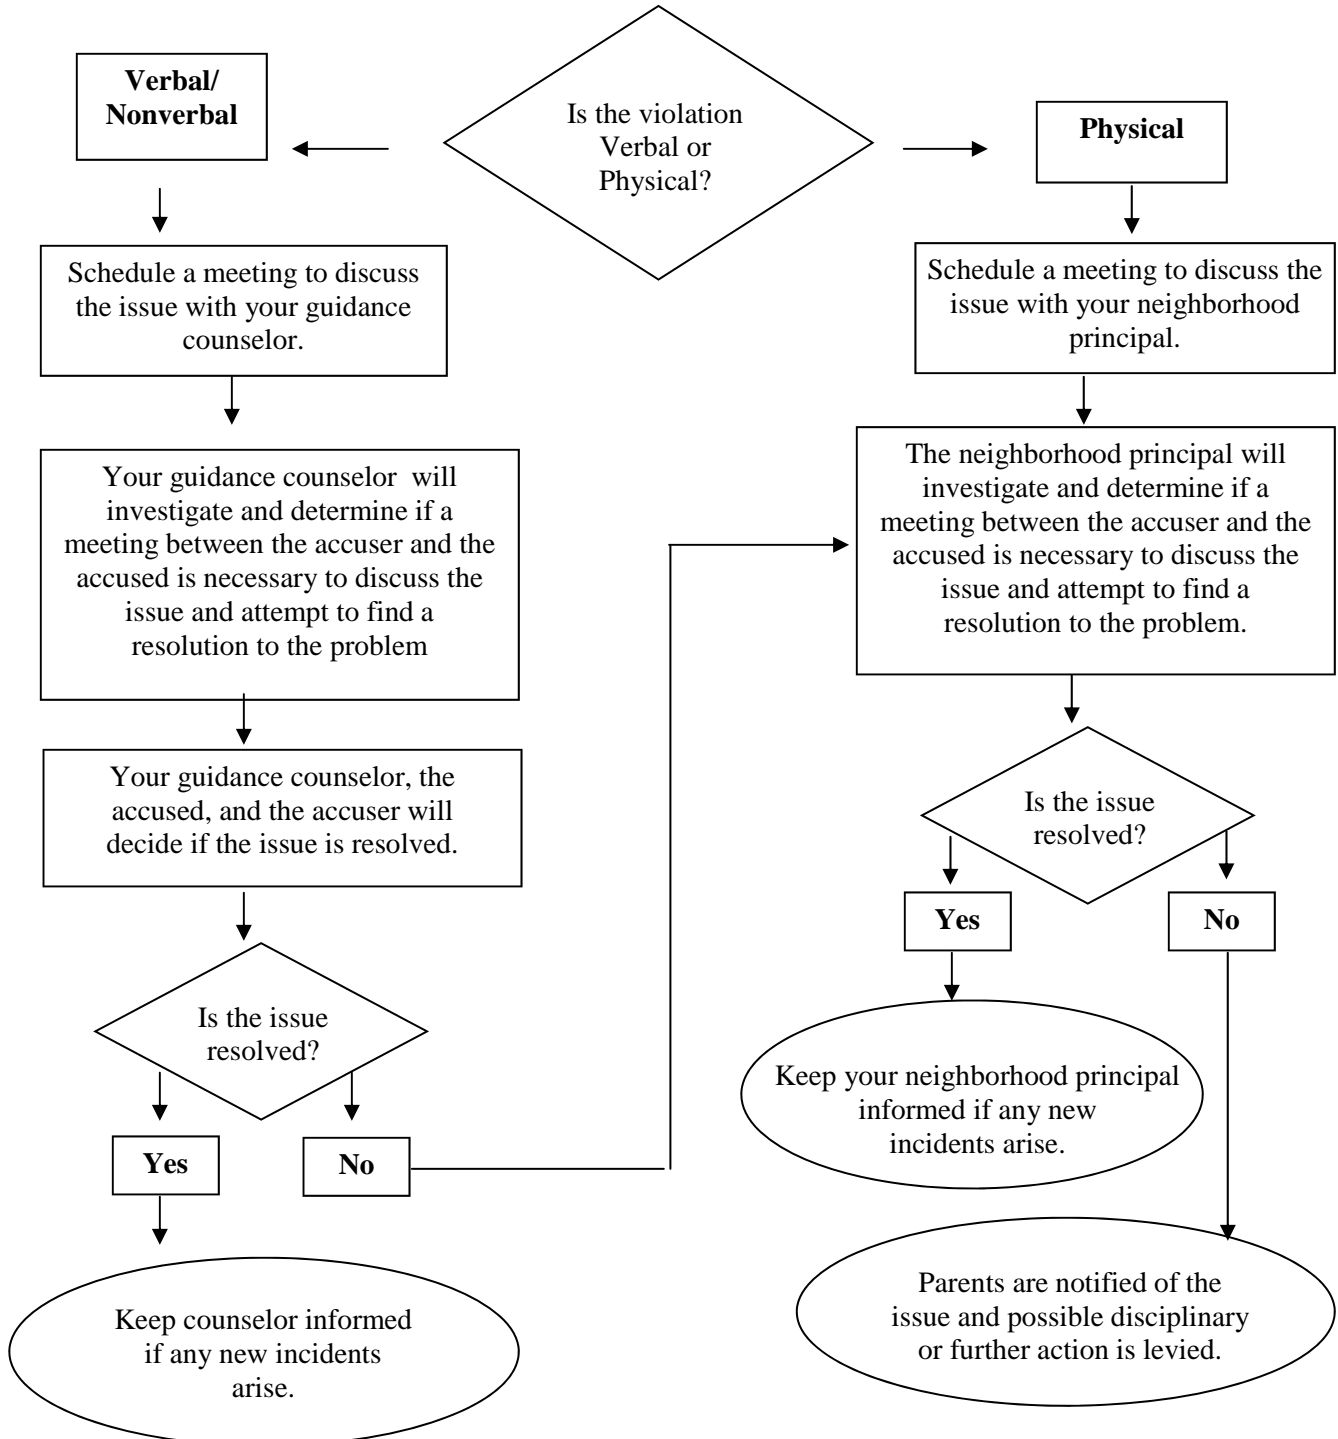 Is the violation
Verbal or
Physical?
Verbal/
Nonverbal
Schedule a meeting to discuss
the issue with your guidance
counselor.
Your guidance counselor will
investigate and determine if a
meeting between the accuser and the
accused is necessary to discuss the
issue and attempt to find a
resolution to the problem
Your guidance counselor, the
accused, and the accuser will
decide if the issue is resolved.
Is the issue
resolved?
Yes
No
Keep counselor informed
if any new incidents
arise.
Physical
Schedule a meeting to discuss the
issue with your neighborhood
principal.
The neighborhood principal will
investigate and determine if a
meeting between the accuser and the
accused is necessary to discuss the
issue and attempt to find a
resolution to the problem.
Is the issue
resolved?
Yes
No
Keep your neighborhood principal
informed if any new
incidents arise.
Parents are notified of the
issue and possible disciplinary
or further action is levied.